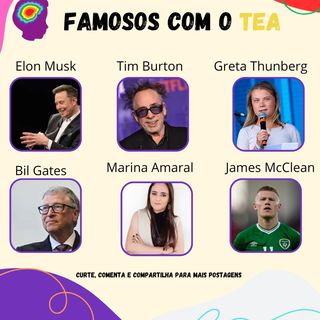 FAMOSOS COM O TEA
Elon Musk
Tim Burton
Greta Thunberg
Bil Gates
Marina Amaral
James McClean
CURTE, COMENTA E COMPARTILHA PARA MAIS POSTAGENS